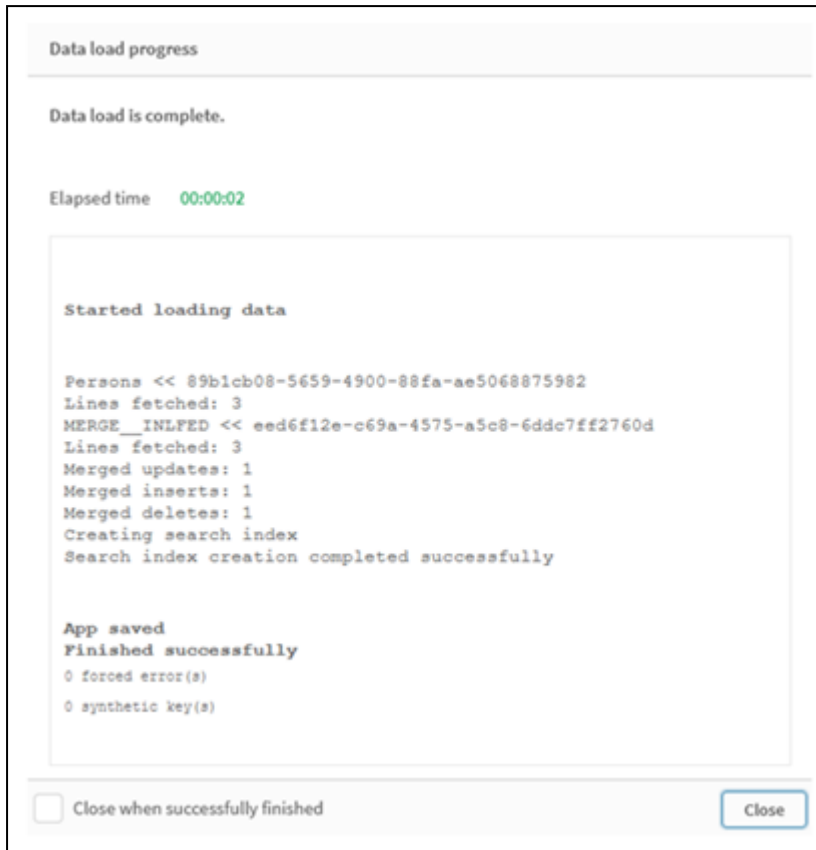 Data load progress
Data load is complete.
Elapsed time 00:00:02
Started loading data
Persons << 89b1cb08-5659-4900-88fa-ae5068875982
Lines fetched: 3
MERGE__INLFED << eed6f12e-c69a-4575-a5c8-6ddc7ff2760d
Lines fetched: 3
Merged updates: 1
Merged inserts: 1
Merged deletes: 1
Creating search index
Search index creation completed successfully
App saved
Finished successfully
0 forced error(s)
0 synthetic key(s)
Close when successfully finished
Close